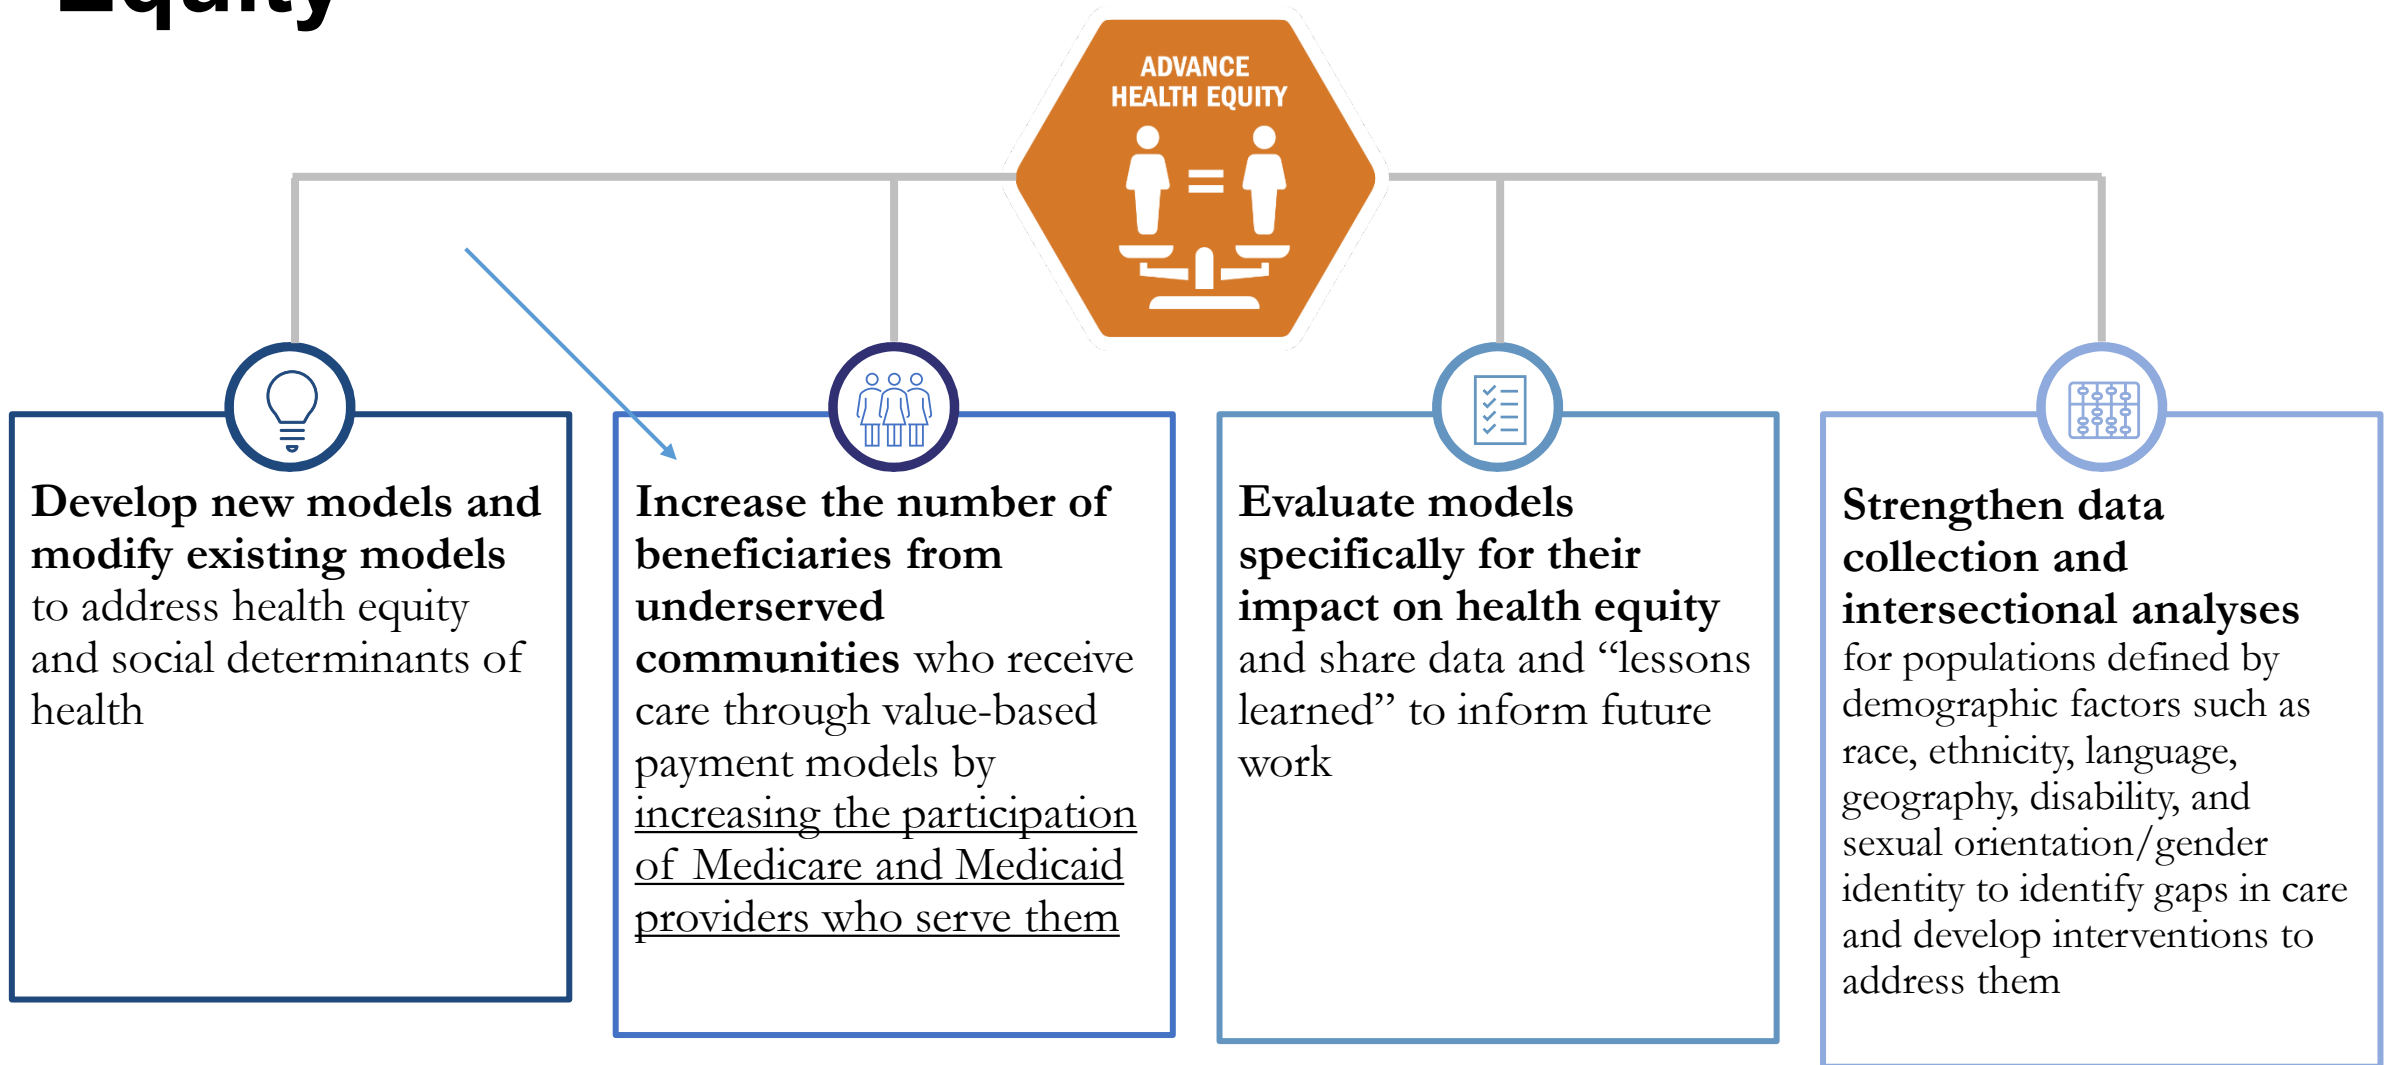 Equity
ADVANCE
HEALTH EQUITY
Develop new models and
modify existing models
to address health equity
and social determinants of
health
Increase the number of
beneficiaries from
underserved
communities who receive
care through value-based
payment models by
increasing the participation
of Medicare and Medicaid
providers who serve them
Evaluate models
specifically for their
impact on health equity
and share data and “lessons
learned” to inform future
work
Strengthen data
collection and
intersectional analyses
for populations defined by
demographic factors such as
race, ethnicity, language,
geography, disability, and
sexual orientation/gender
identity to identify gaps in care
and develop interventions to
address them